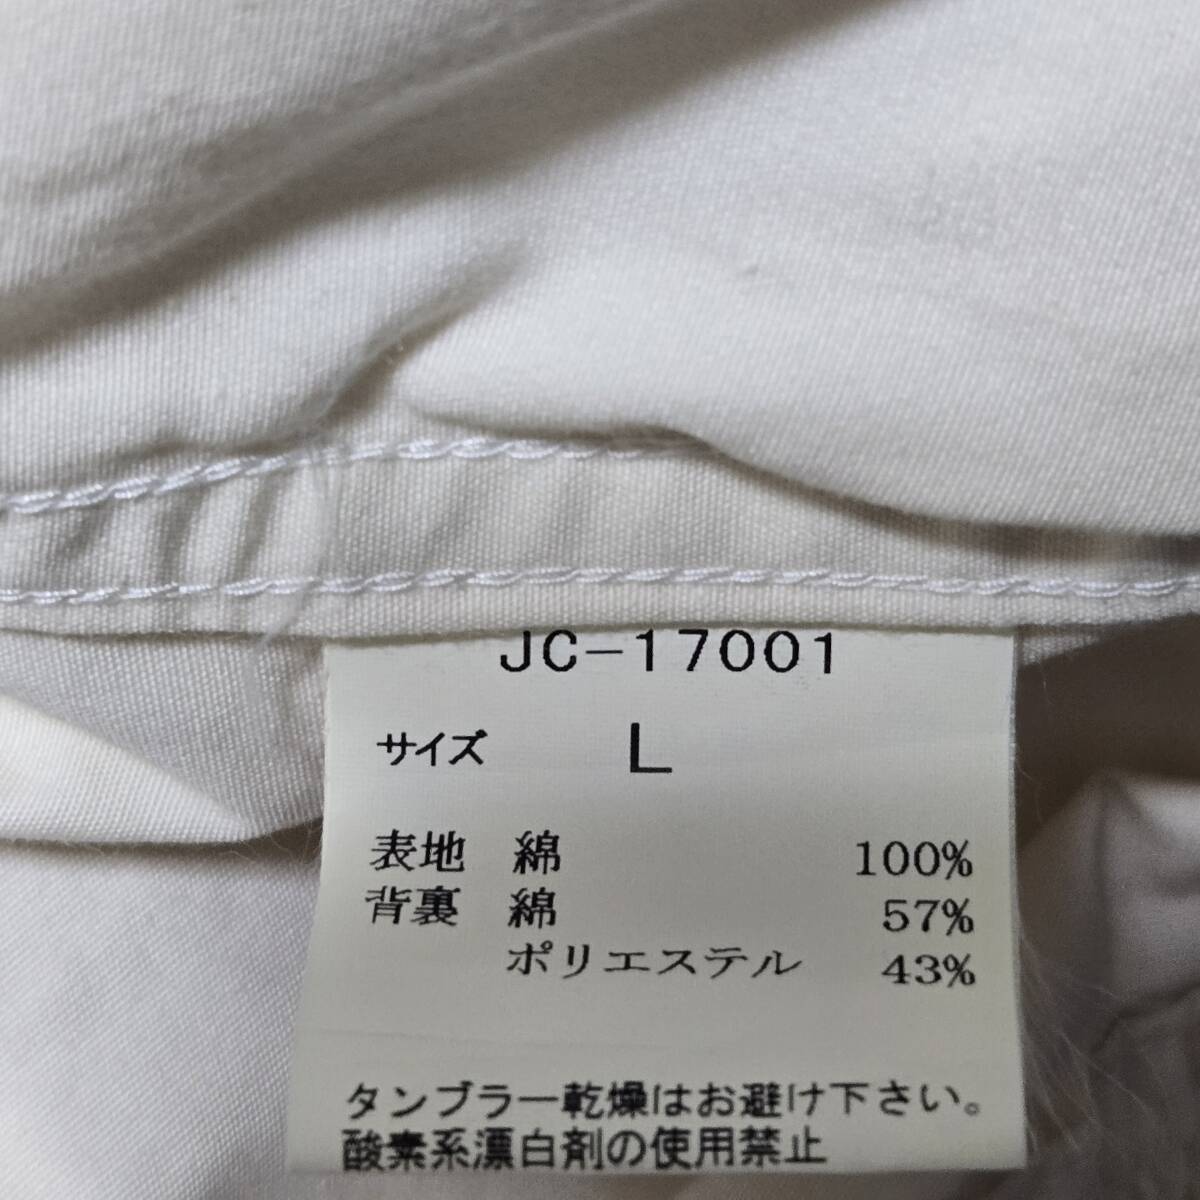 JC-17001
サイズ L
表地 綿 100%
背裏 綿 57%
ポリエステル 43%
タンブラー乾燥はお避け下さい。
酸素系漂白剤の使用禁止